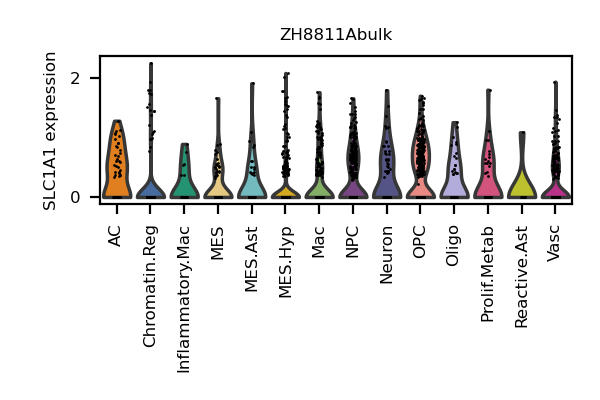 ZH8811Abulk
SLC1A1 expression
2
0
AC
Chromatin.Reg
Inflammatory.Mac
MES
MES.Ast
MES.Hyp
Mac
NPC
Neuron
OPC
Oligo
Prolif.Metab
Reactive.Ast
Vasc